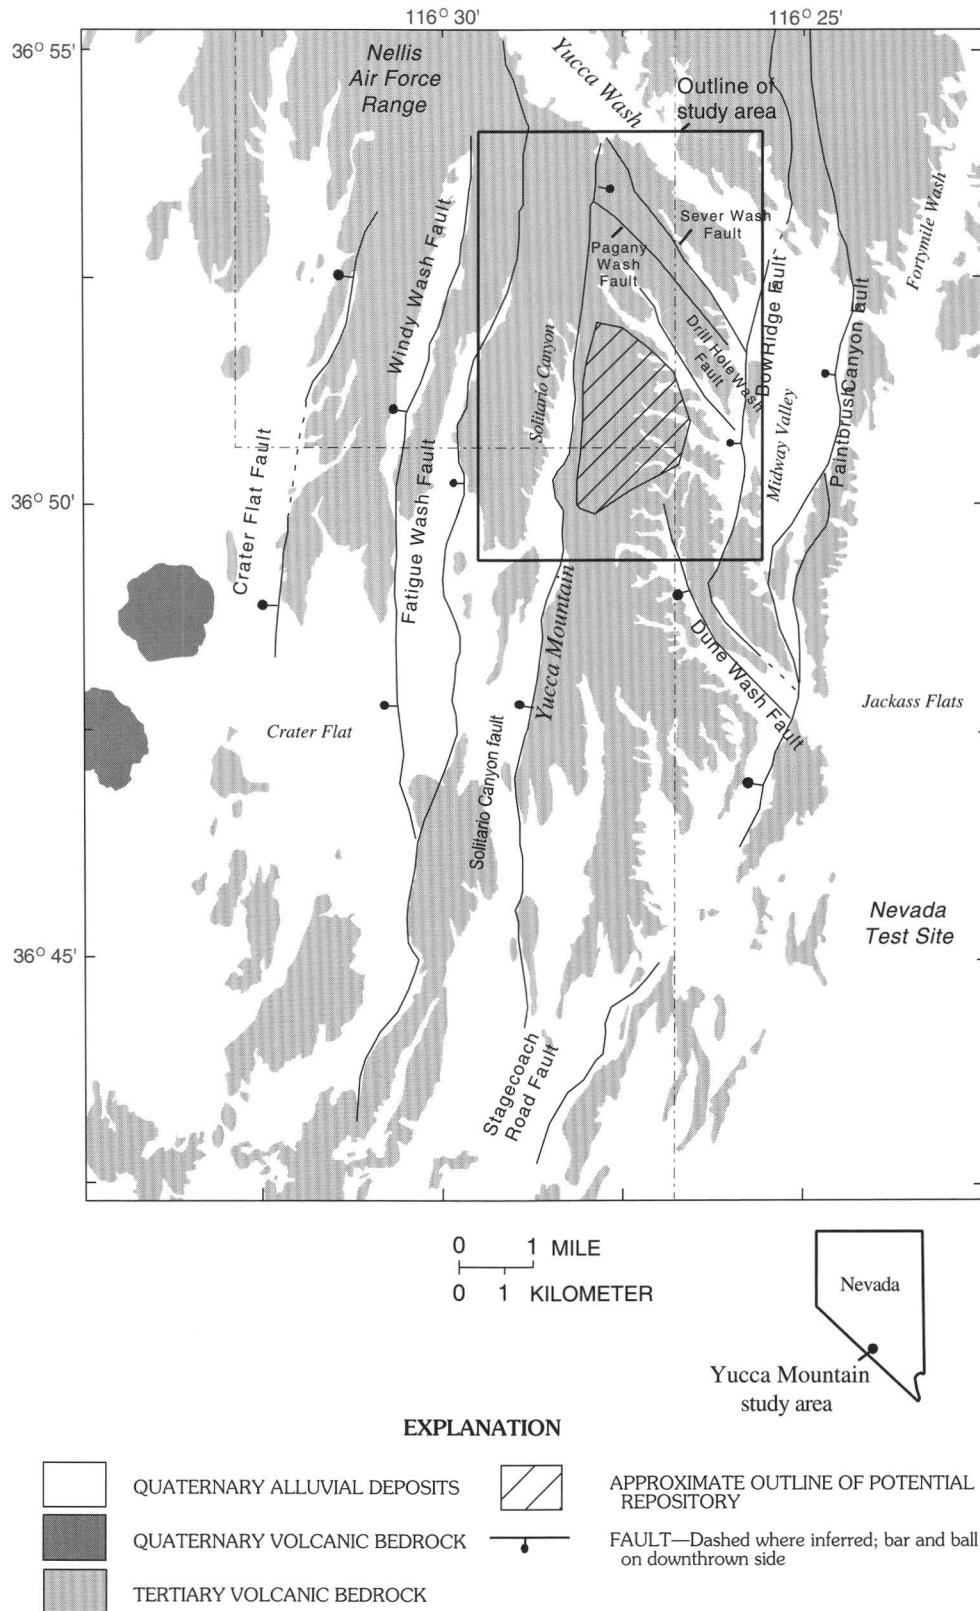 116° 30'
116° 25'
36° 55'
Nellis
Air Force
Range
Yucca Wash
Outline of
study area
Fortymile Wash
Sever Wash
Fault
Pagany
Wash
Fault
Windy Wash Fault
Solitario Canyon
Drill Hole Wash
Fault
Bow Ridge fault
Paintbrush Canyon fault
Midway Valley
36° 50'
Crater Flat Fault
Fatigue Wash Fault
Yucca Mountain
Dune Wash Fault
Jackass Flats
Crater Flat
Solitario Canyon fault
Nevada
Test Site
36° 45'
Stagecoach
Road Fault
0 1 MILE
0 1 KILOMETER
Nevada
Yucca Mountain
study area
EXPLANATION
QUATERNARY ALLUVIAL DEPOSITS
QUATERNARY VOLCANIC BEDROCK
TERTIARY VOLCANIC BEDROCK
APPROXIMATE OUTLINE OF POTENTIAL
REPOSITORY
FAULT—Dashed where inferred; bar and ball
on downthrown side